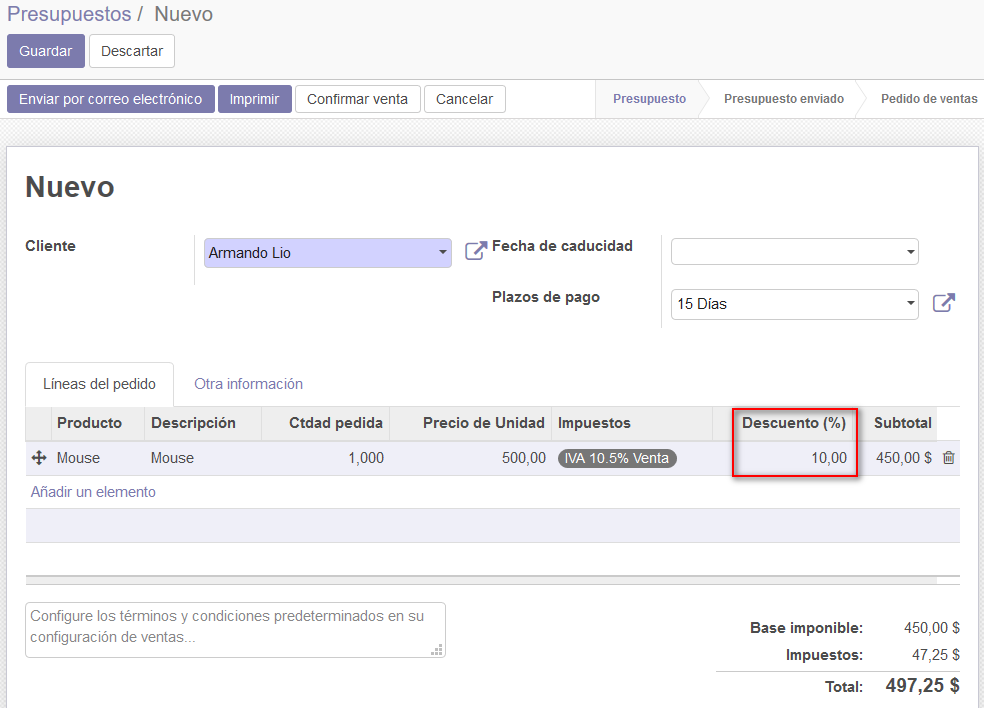 Presupuestos / Nuevo
Guardar Descartar
Enviar por correo electrónico Imprimir Confirmar venta Cancelar Presupuesto Presupuesto enviado Pedido de ventas
Nuevo
Cliente Armando Lio Fecha de caducidad
Plazos de pago 15 Días
Líneas del pedido Otra información
Producto Descripción Ctdad pedida Precio de Unidad Impuestos Descuento (%) Subtotal
Mouse Mouse 1,000 500,00 IVA 10.5% Venta 10,00 450,00 $
Añadir un elemento
Configure los términos y condiciones predeterminados en su
configuración de ventas...
Base imponible: 450,00 $
Impuestos: 47,25 $
Total: 497,25 $